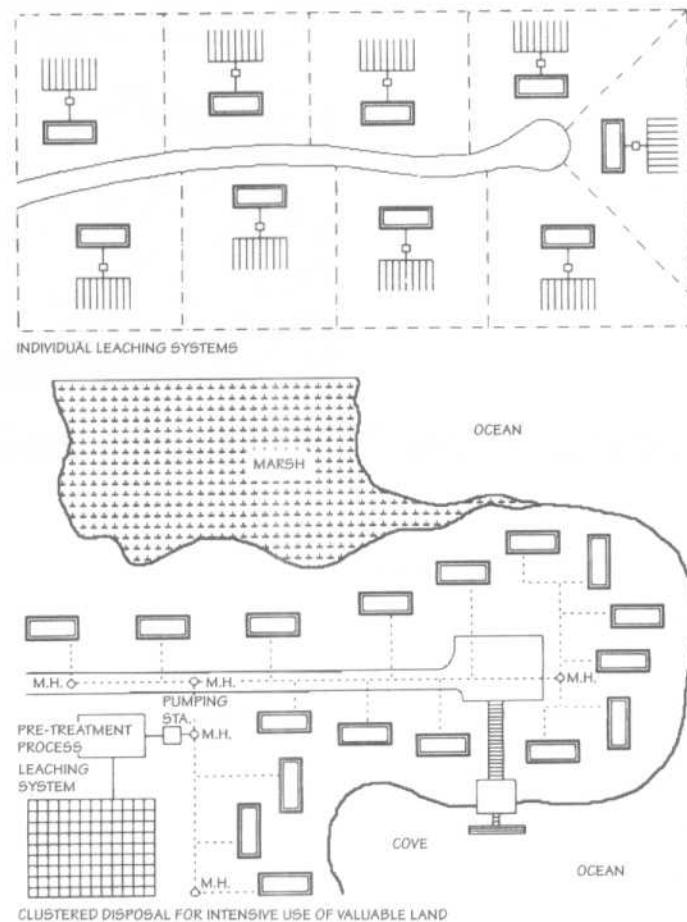 INDIVIDUAL LEACHING SYSTEMS
OCEAN
MARSH
M.H.
M.H.
M.H.
PUMPING
STA.
PRE-TREATMENT
PROCESS
M.H.
LEACHING
SYSTEM
COVE
OCEAN
M.H.
CLUSTERED DISPOSAL FOR INTENSIVE USE OF VALUABLE LAND